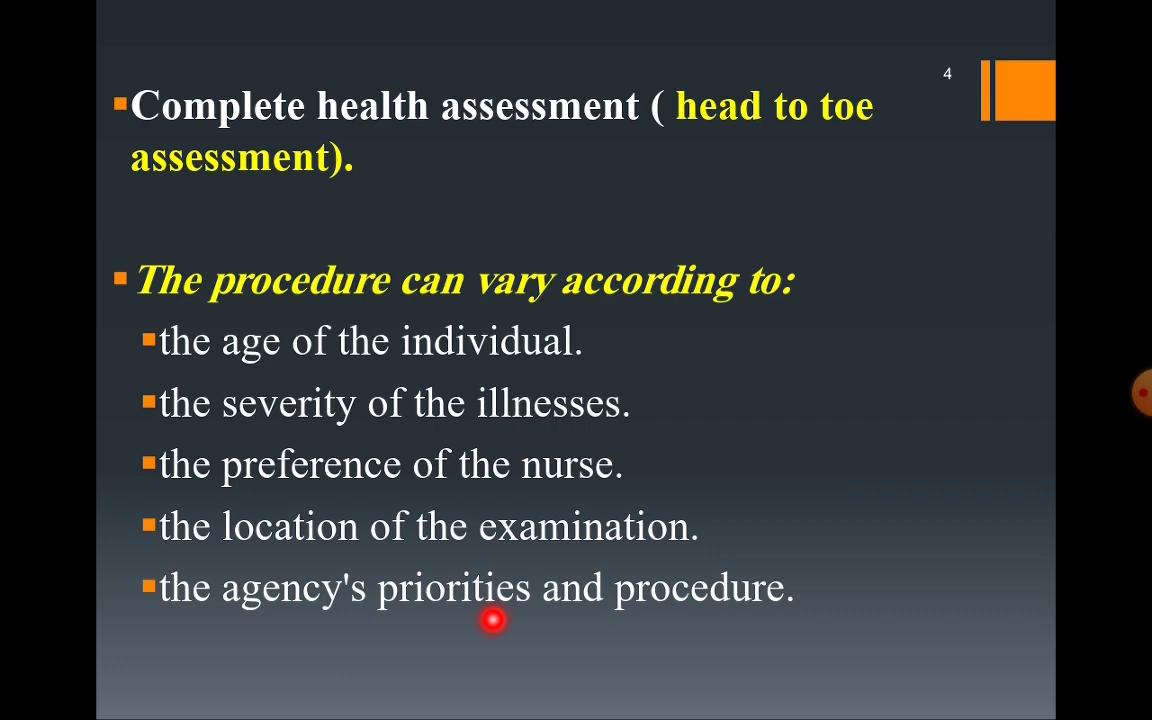 4
Complete health assessment ( head to toe
assessment).
The procedure can vary according to:
the age of the individual.
the severity of the illnesses.
the preference of the nurse.
the location of the examination.
the agency's priorities and procedure.